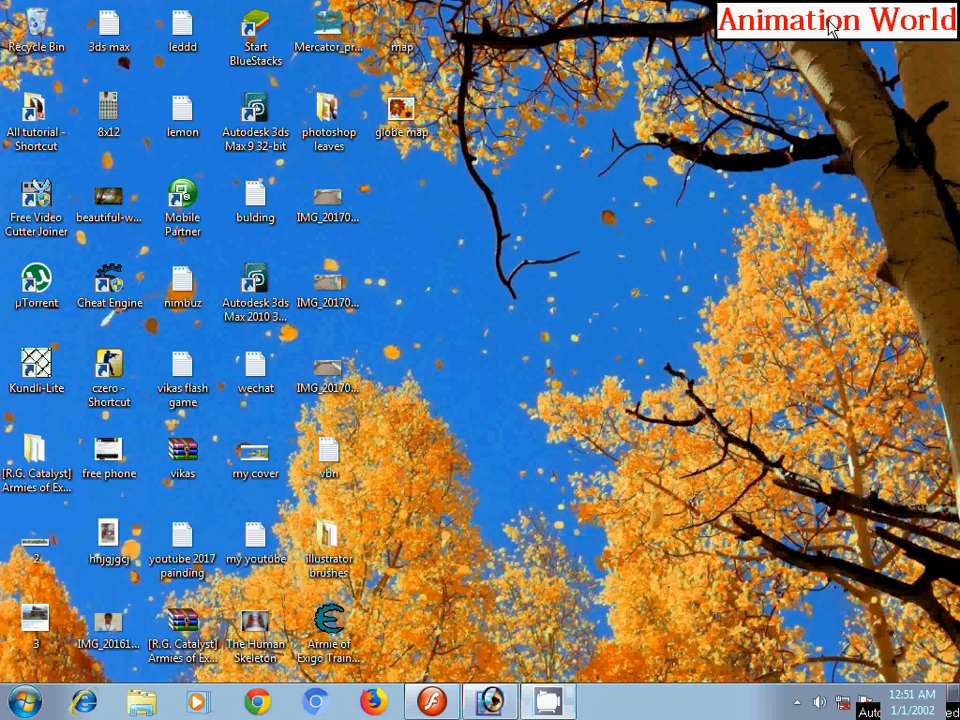 Animation World
Recycle Bin
3ds max
leddd
Start
BlueStacks
Mercator_pr...
map
All tutorial -
Shortcut
8x12
lemon
Autodesk 3ds
Max 9 32-bit
photoshop
leaves
globe map
Free Video
Cutter Joiner
beautiful-w...
Mobile
Partner
bulding
IMG_20170...
µTorrent
Cheat Engine
nimbuz
Autodesk 3ds
Max 2010 3...
IMG_20170...
Kundli-Lite
czero -
Shortcut
vikas flash
game
wechat
IMG_20170...
[R.G. Catalyst]
Armies of Ex...
free phone
vikas
my cover
vbn
2
hnjgjgcj
youtube 2017
painding
my youtube
illustrator
brushes
3
IMG_20161...
[R.G. Catalyst]
Armies of Ex...
The Human
Skeleton
Armie of
Exigo Train...
12:51 AM
1/1/2002